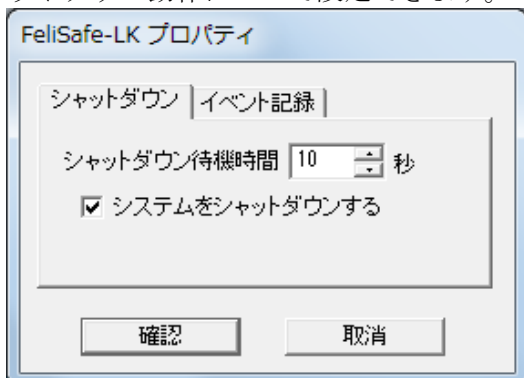 FeliSafe-LK プロパティ
シャットダウン イベント記録
シャットダウン待機時間 10 秒
システムをシャットダウンする
確認 取消